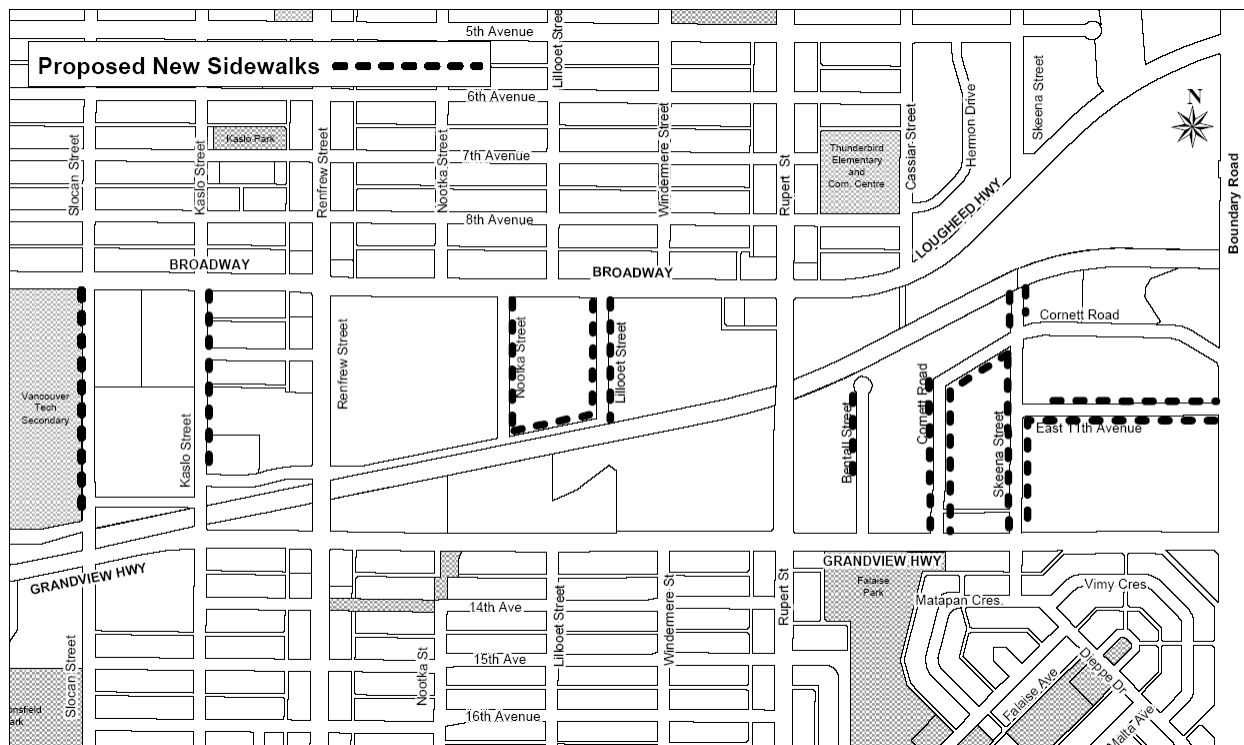 5th Avenue
Lillooet Street
Proposed New Sidewalks
6th Avenue
Skeena Street
N
Kaslo Park
Slocan Street
Kaslo Street
Renfrew Street
Nootka Street
7th Avenue
Windermere Street
Rupert St
Thunderbird
Elementary
and
Com. Centre
Cassiar Street
Hermon Drive
Boundary Road
8th Avenue
LOUGHEED HWY
BROADWAY
BROADWAY
Cornett Road
Renfrew Street
Nootka Street
Lillooet Street
Vancouver
Tech
Secondary
Kaslo Street
Bentall Street
Cornett Road
Skeena Street
East 11th Avenue
GRANDVIEW HWY
GRANDVIEW HWY
Falaise
Park
Vimy Cres.
Matapan Cres.
14th Ave
Lillooet Street
Windermere St
Rupert St
15th Ave
Nootka St
Slocan Street
Dieppe Dr
Falaise Ave
Malta Ave
16th Avenue
onsfield
ark